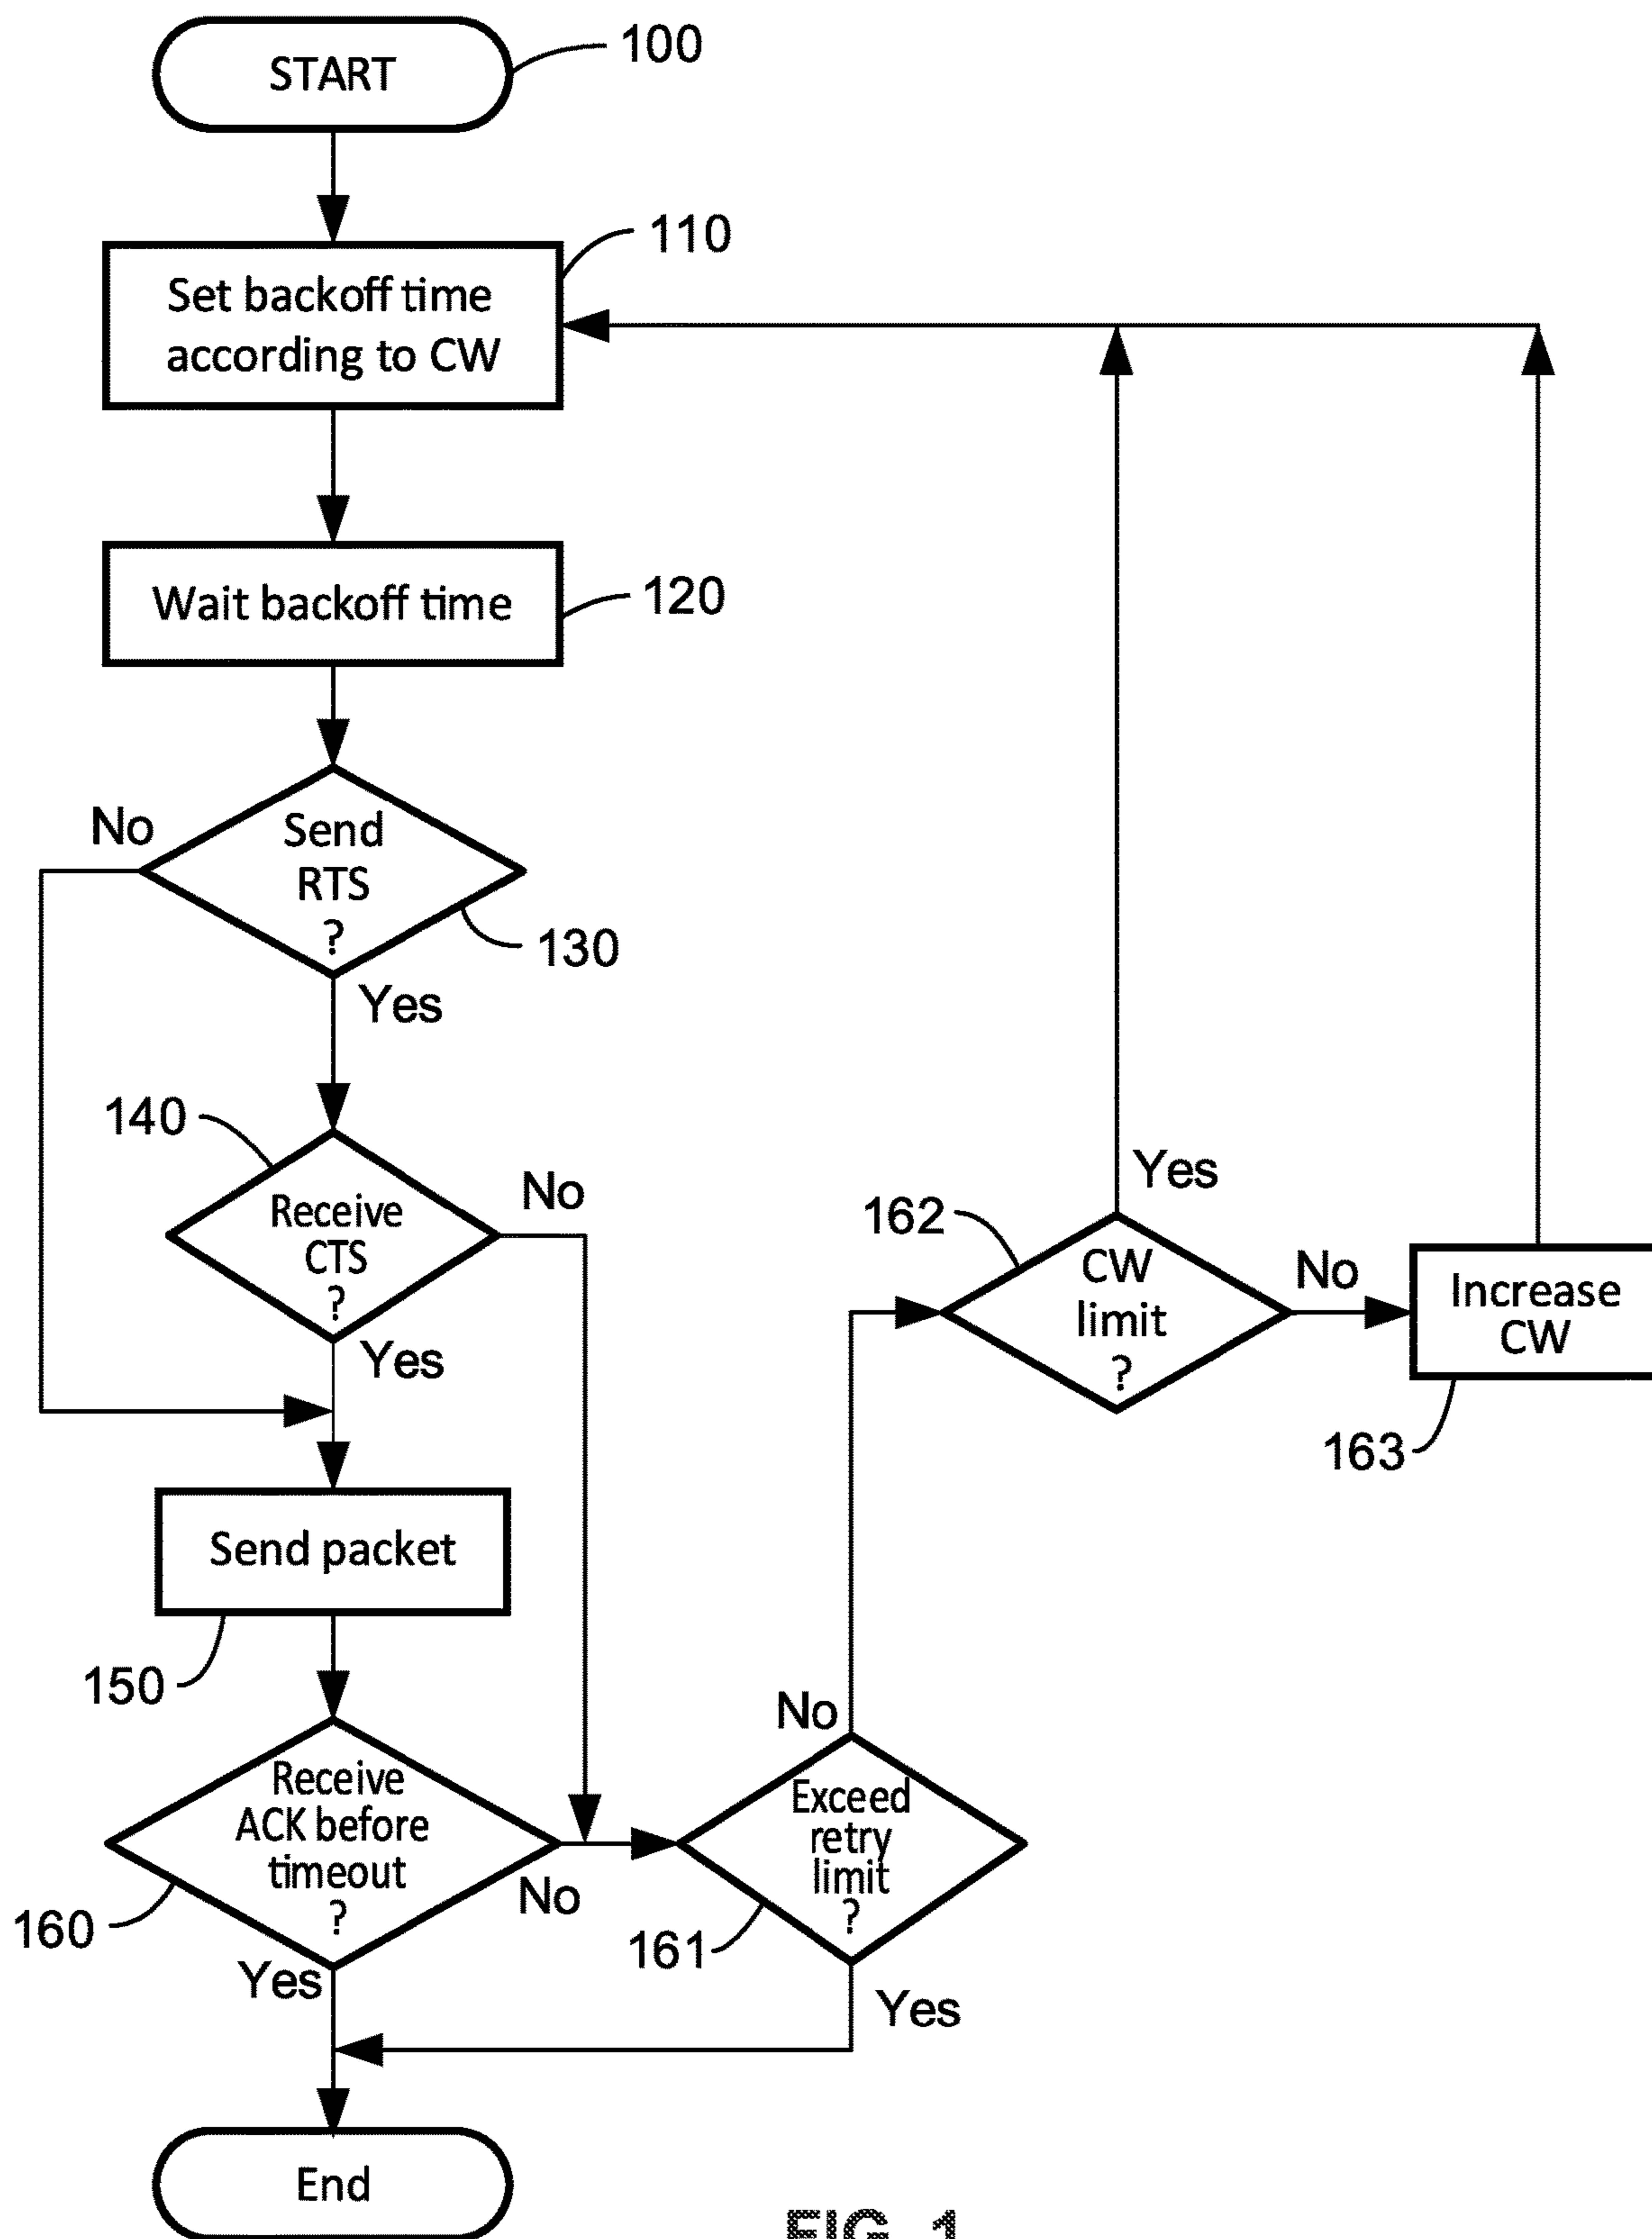 START
100
Set backoff time
according to CW
110
Wait backoff time
120
No
Send
RTS
?
130
Yes
140
Receive
CTS
?
No
Yes
162
CW
limit
?
Yes
No
Increase
CW
163
Send packet
150
Receive
ACK before
timeout
?
160
No
Yes
No
Exceed
retry
limit
?
161
Yes
End
FIG. 1